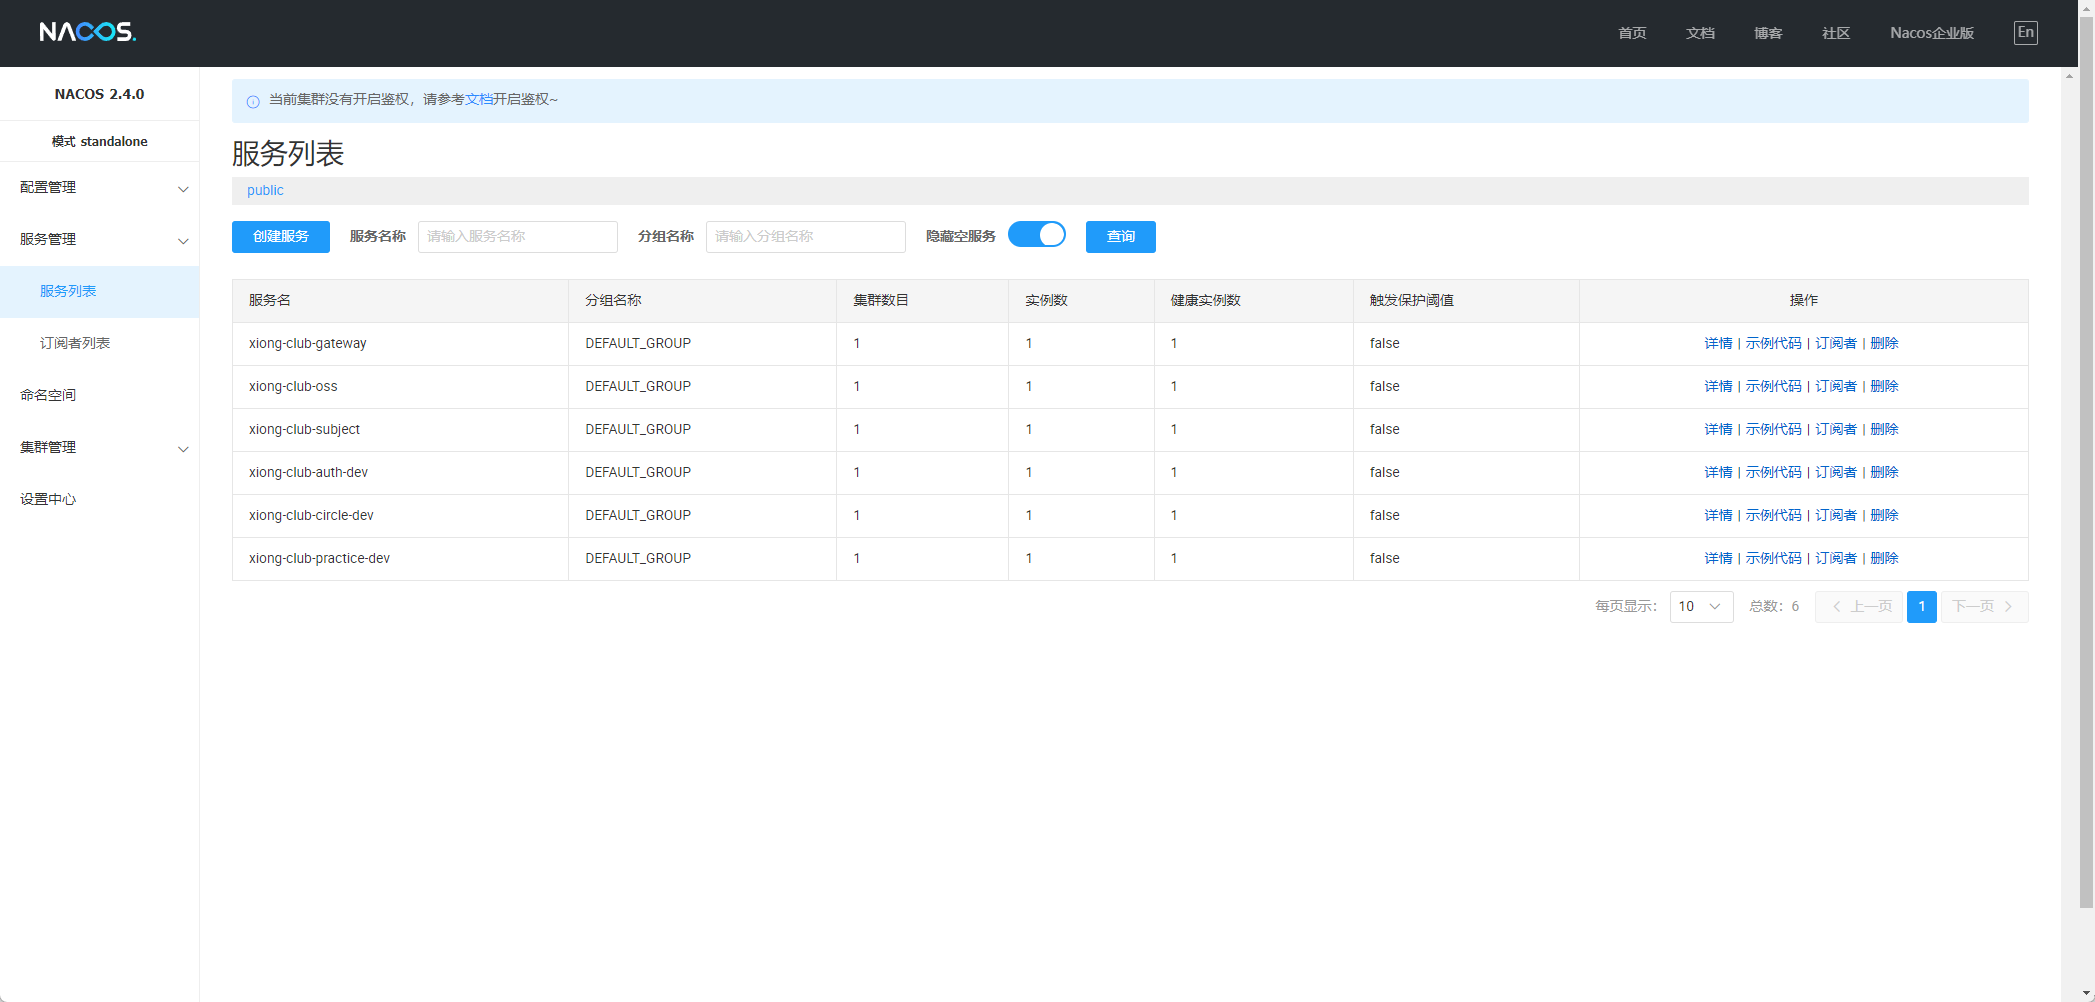 NACOS.
首页 文档 博客 社区 Nacos企业版 En
NACOS 2.4.0
模式 standalone
配置管理
服务管理
服务列表
订阅者列表
命名空间
集群管理
设置中心
当前集群没有开启鉴权，请参考文档开启鉴权~
服务列表
public
创建服务 服务名称 请输入服务名称 分组名称 请输入分组名称 隐藏空服务 查询
服务名 分组名称 集群数目 实例数 健康实例数 触发保护阈值 操作
xiong-club-gateway DEFAULT_GROUP 1 1 1 false 详情 | 示例代码 | 订阅者 | 删除
xiong-club-oss DEFAULT_GROUP 1 1 1 false 详情 | 示例代码 | 订阅者 | 删除
xiong-club-subject DEFAULT_GROUP 1 1 1 false 详情 | 示例代码 | 订阅者 | 删除
xiong-club-auth-dev DEFAULT_GROUP 1 1 1 false 详情 | 示例代码 | 订阅者 | 删除
xiong-club-circle-dev DEFAULT_GROUP 1 1 1 false 详情 | 示例代码 | 订阅者 | 删除
xiong-club-practice-dev DEFAULT_GROUP 1 1 1 false 详情 | 示例代码 | 订阅者 | 删除
每页显示： 10 总数：6 上一页 1 下一页